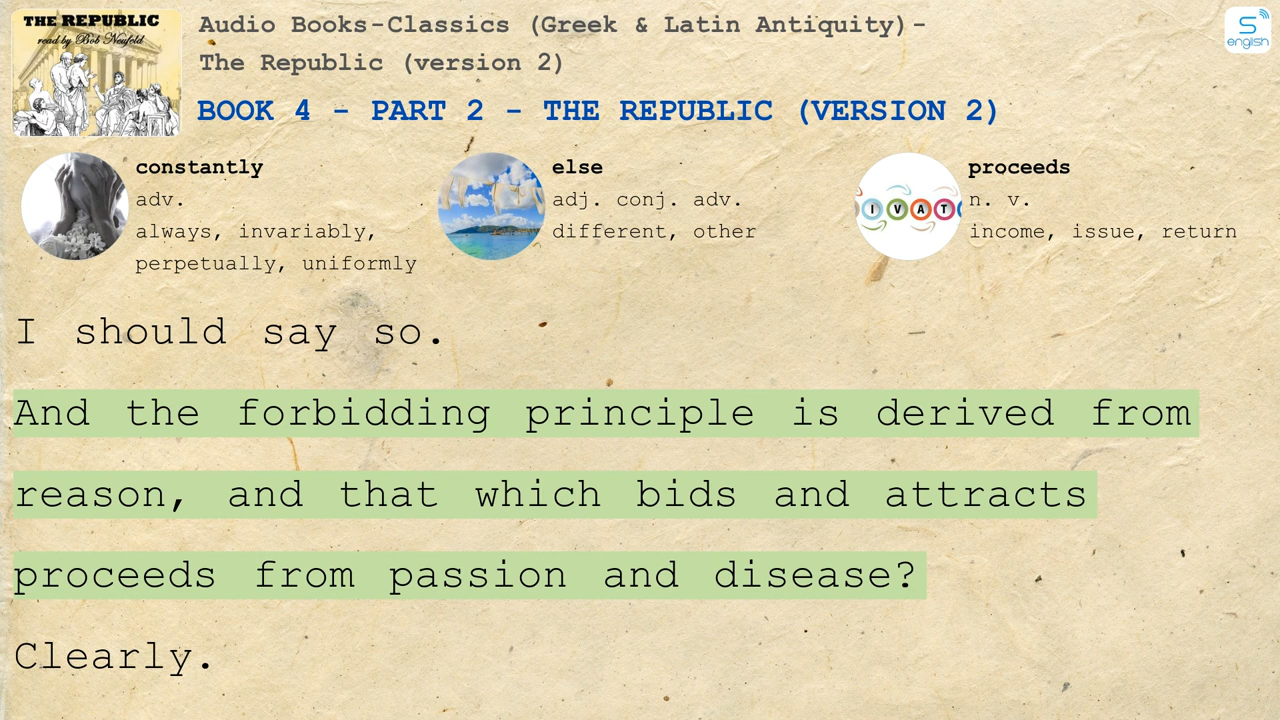 THE REPUBLIC
read by Bob Neufeld
Audio Books-Classics (Greek & Latin Antiquity)-
The Republic (version 2)
S
english
BOOK 4 - PART 2 - THE REPUBLIC (VERSION 2)
constantly
adv.
always, invariably,
perpetually, uniformly
else
adj. conj. adv.
different, other
I V A T
proceeds
n. v.
income, issue, return
I should say so.
And the forbidding principle is derived from
reason, and that which bids and attracts
proceeds from passion and disease?
Clearly.